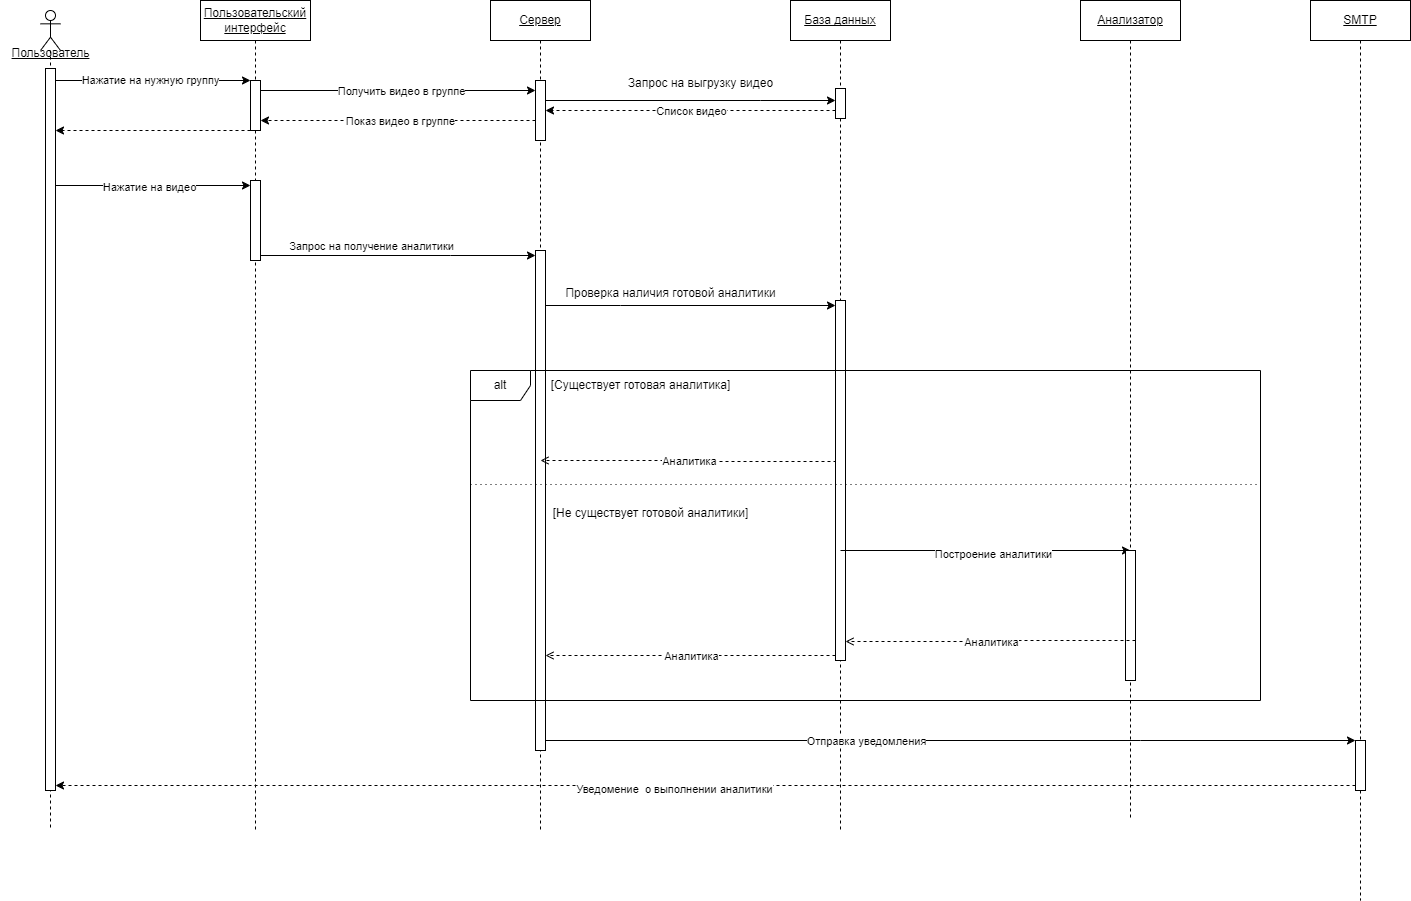 Пользователь
Пользовательский
интерфейс
Сервер
База данных
Анализатор
SMTP
Нажатие на нужную группу
Получить видео в группе
Запрос на выгрузку видео
Список видео
Показ видео в группе
Нажатие на видео
Запрос на получение аналитики
Проверка наличия готовой аналитики
alt
[Существует готовая аналитика]
Аналитика
[Не существует готовой аналитики]
Построение аналитики
Аналитика
Аналитика
Отправка уведомления
Уведомение о выполнении аналитики